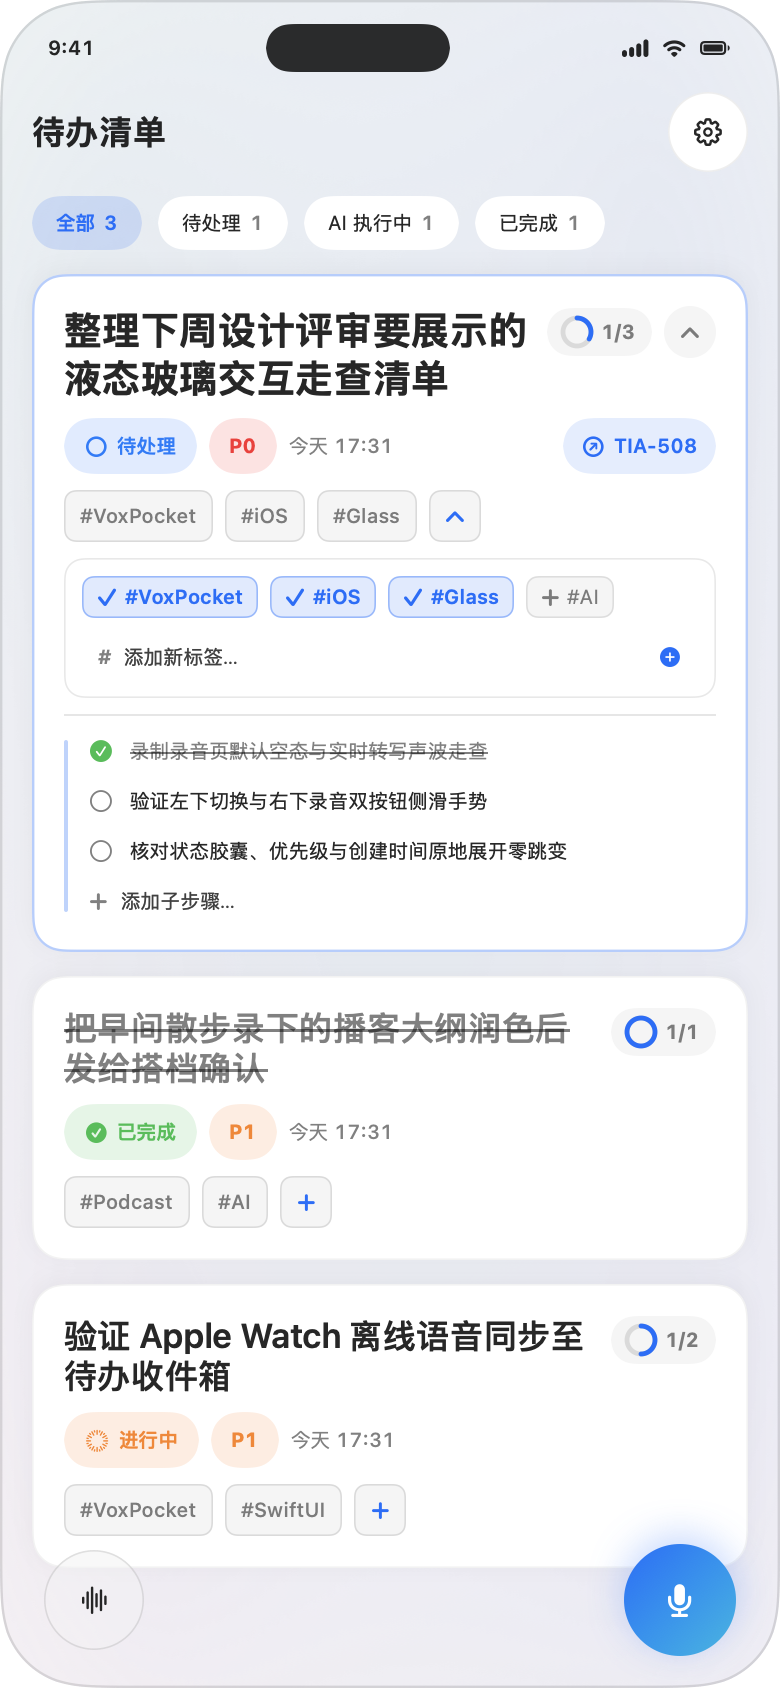 9:41
待办清单
全部 3 待处理 1 AI 执行中 1 已完成 1
整理下周设计评审要展示的 1/3
液态玻璃交互走查清单
待处理 P0 今天 17:31 TIA-508
#VoxPocket #iOS #Glass
#VoxPocket #iOS #Glass #AI
# 添加新标签...
录制录音页默认空态与实时转写声波走查
验证左下切换与右下录音双按钮侧滑手势
核对状态胶囊、优先级与创建时间原地展开零跳变
添加子步骤...
把早间散步录下的播客大纲润色后 1/1
发给搭档确认
已完成 P1 今天 17:31
#Podcast #AI
验证 Apple Watch 离线语音同步至 1/2
待办收件箱
进行中 P1 今天 17:31
#VoxPocket #SwiftUI